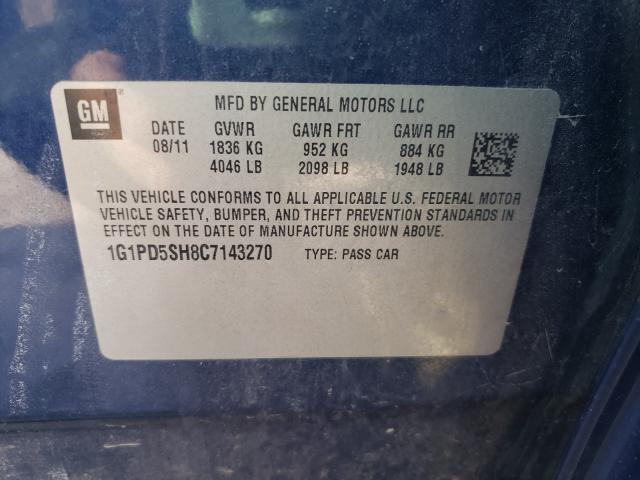 GM
MFD BY GENERAL MOTORS LLC
DATE GVWR GAWR FRT GAWR RR
08/11 1836 KG 952 KG 884 KG
4046 LB 2098 LB 1948 LB
THIS VEHICLE CONFORMS TO ALL APPLICABLE U.S. FEDERAL MOTOR
VEHICLE SAFETY, BUMPER, AND THEFT PREVENTION STANDARDS IN
EFFECT ON THE DATE OF MANUFACTURE SHOWN ABOVE.
1G1PD5SH8C7143270 TYPE: PASS CAR